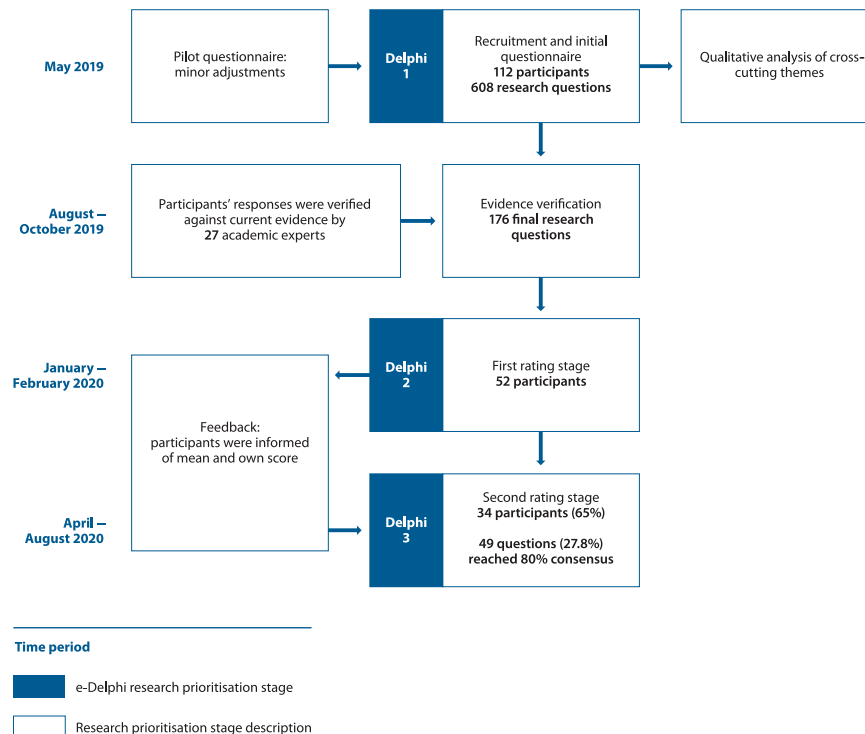 May 2019
Pilot questionnaire:
minor adjustments
Delphi
1
Recruitment and initial
questionnaire
112 participants
608 research questions
Qualitative analysis of cross-
cutting themes
August –
October 2019
Participants' responses were verified
against current evidence by
27 academic experts
Evidence verification
176 final research
questions
January –
February 2020
Delphi
2
First rating stage
52 participants
Feedback:
participants were informed
of mean and own score
April –
August 2020
Delphi
3
Second rating stage
34 participants (65%)
49 questions (27.8%)
reached 80% consensus
Time period
e-Delphi research prioritisation stage
Research prioritisation stage description